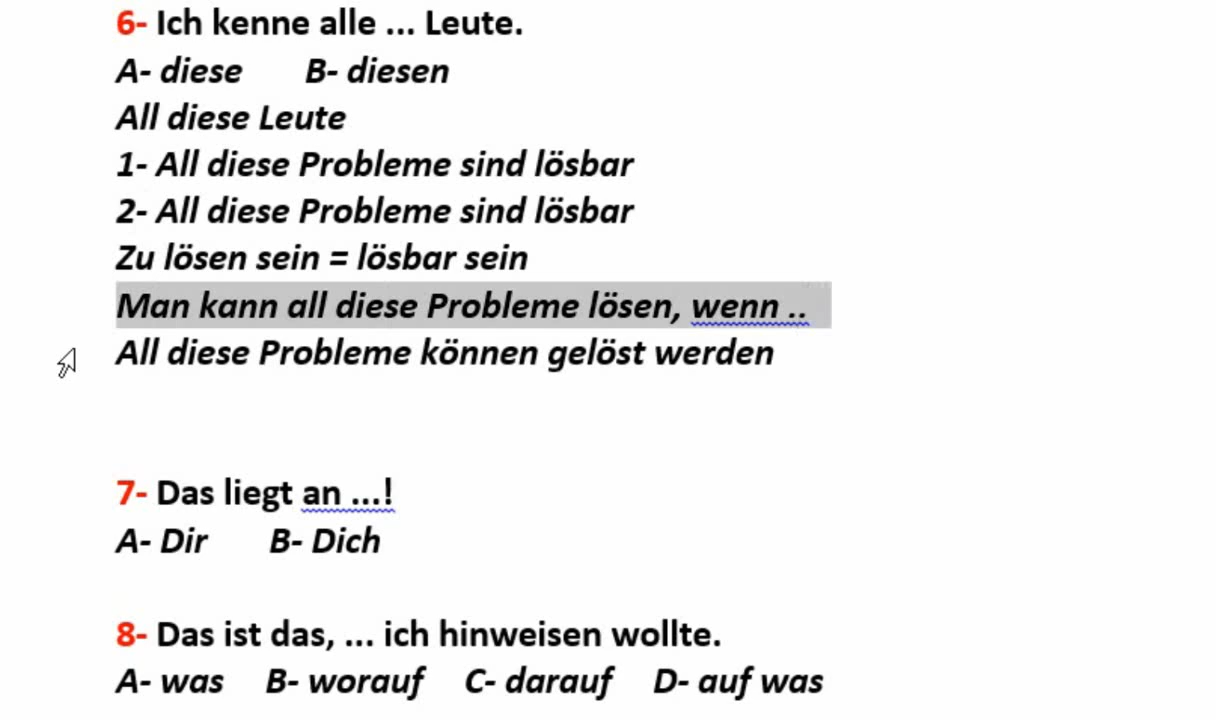 6- Ich kenne alle ... Leute.
A- diese B- diesen
All diese Leute
1- All diese Probleme sind lösbar
2- All diese Probleme sind lösbar
Zu lösen sein = lösbar sein
Man kann all diese Probleme lösen, wenn ..
All diese Probleme können gelöst werden
7- Das liegt an ...!
A- Dir B- Dich
8- Das ist das, ... ich hinweisen wollte.
A- was B- worauf C- darauf D- auf was